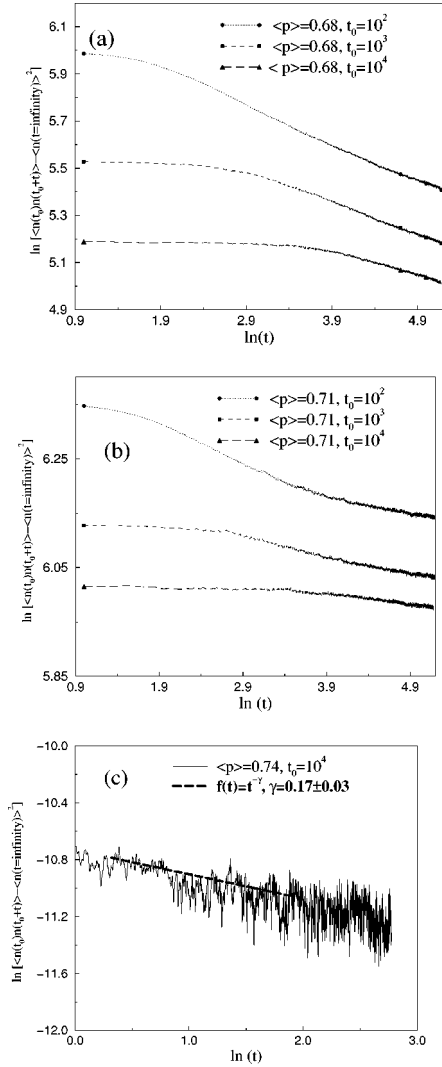 (a)
<p>=0.68, t₀=10²
<p>=0.68, t₀=10³
< p>=0.68, t₀=10⁴
ln [<n(t₀)n(t₀+t)>−<n(t=infinity)>²]
6.1
5.9
5.7
5.5
5.3
5.1
4.9
0.9 1.9 2.9 3.9 4.9
ln(t)
(b)
<p>=0.71, t₀=10²
<p>=0.71, t₀=10³
<p>=0.71, t₀=10⁴
ln [<n(t₀)n(t₀+t)>−<n(t=infinity)>²]
6.25
6.05
5.85
0.9 1.9 2.9 3.9 4.9
ln (t)
(c)
<p>=0.74, t₀=10⁴
f(t)=t⁻ᵞ, γ=0.17±0.03
ln [<n(t₀)n(t₀+t)>−<n(t=infinity)>²]
−10.0
−10.4
−10.8
−11.2
−11.6
−12.0
0.0 1.0 2.0 3.0
ln (t)